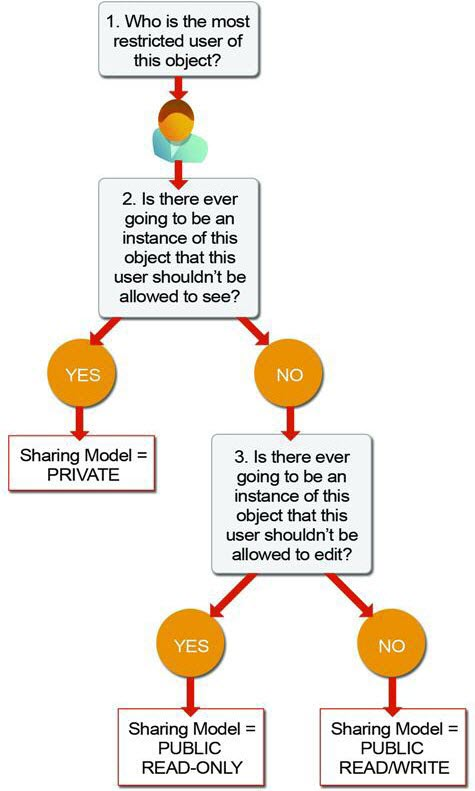 1. Who is the most
restricted user of
this object?
2. Is there ever
going to be an
instance of this
object that this
user shouldn't be
allowed to see?
YES
NO
Sharing Model =
PRIVATE
3. Is there ever
going to be an
instance of this
object that this
user shouldn't be
allowed to edit?
YES
NO
Sharing Model =
PUBLIC
READ-ONLY
Sharing Model =
PUBLIC
READ/WRITE